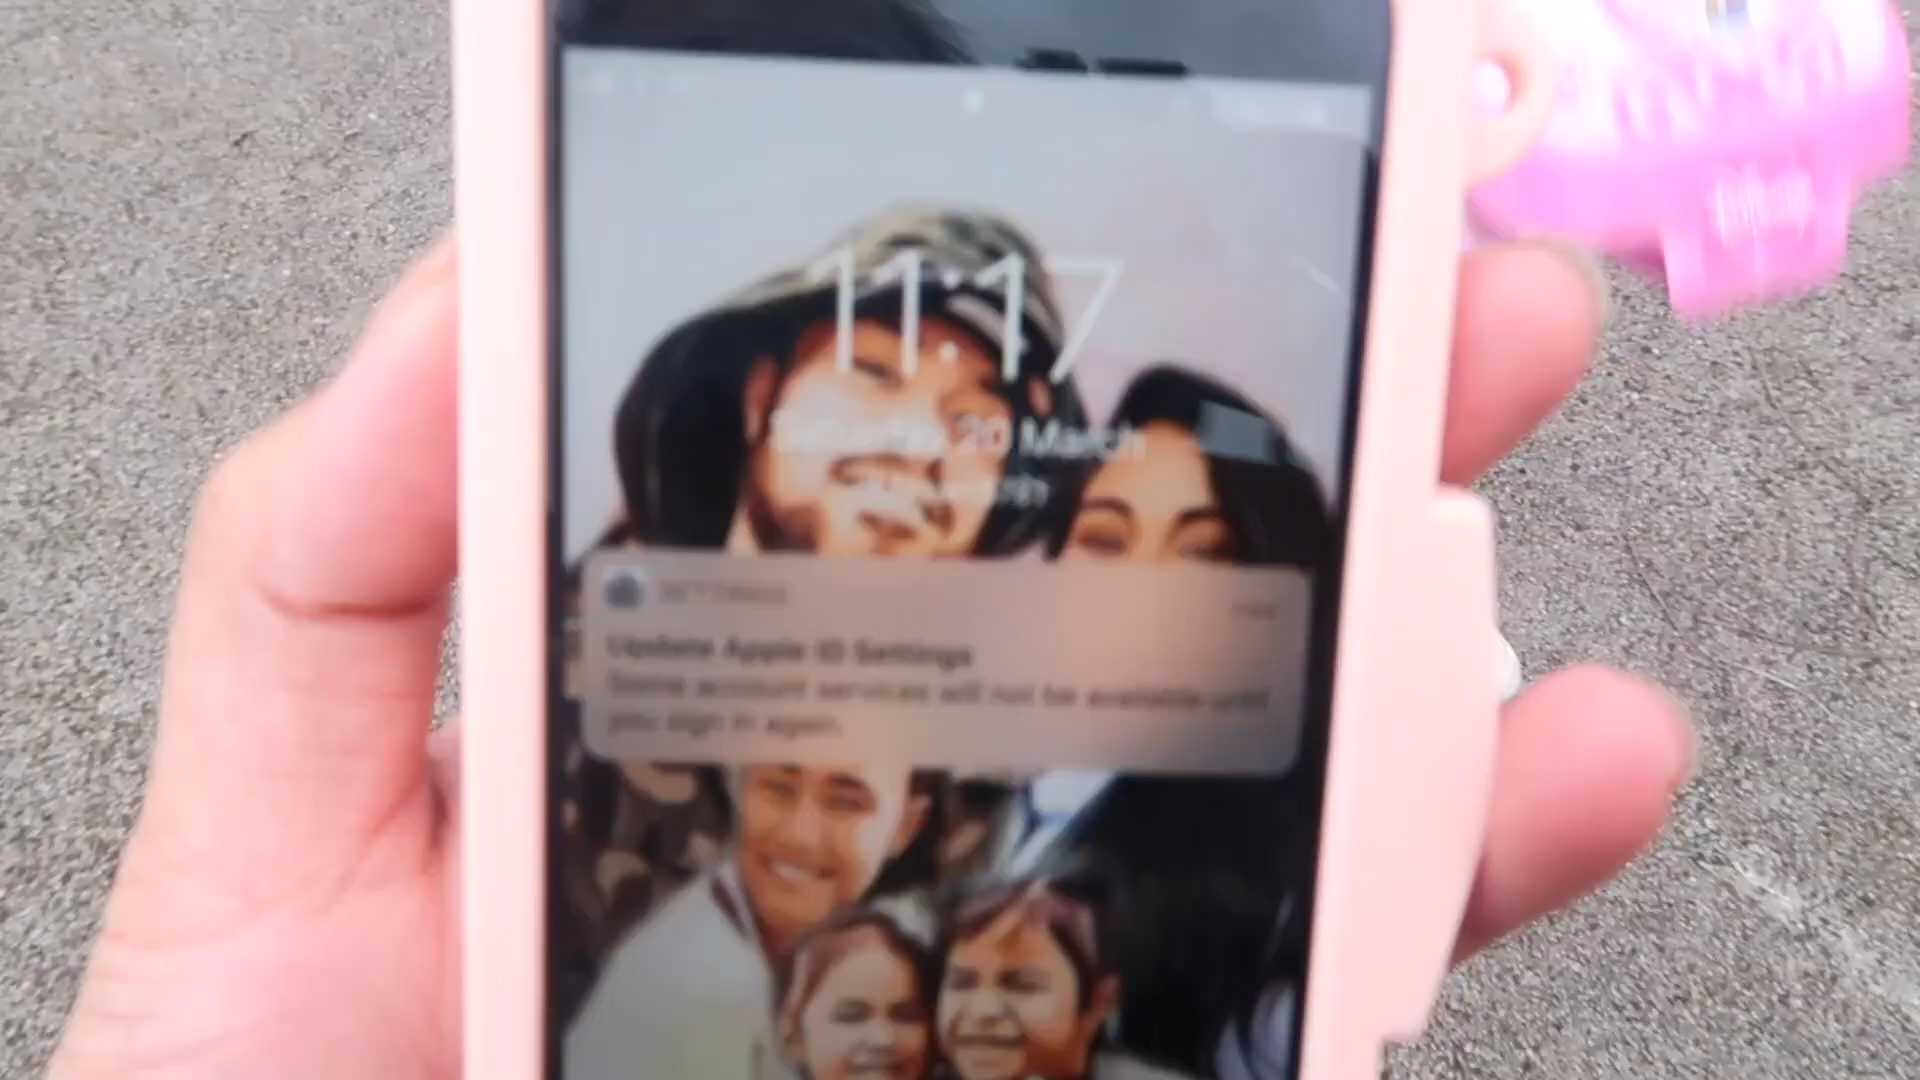 11:17
20 March
SETTINGS
Update Apple ID Settings
Some account services will not be available until
you sign in again.